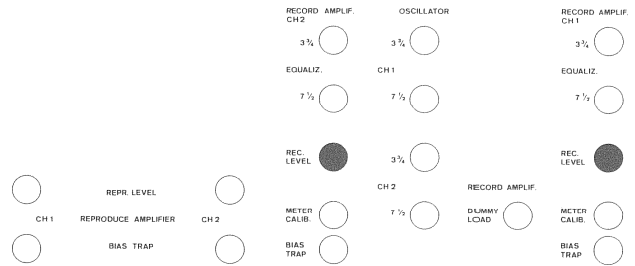 RECORD AMPLIF.
CH 2
3 ¾
EQUALIZ.
7 ½
REC.
LEVEL
METER
CALIB.
BIAS
TRAP
OSCILLATOR
3 ¾
CH 1
7 ½
3 ¾
CH 2
7 ½
RECORD AMPLIF.
DUMMY
LOAD
RECORD AMPLIF.
CH 1
3 ¾
EQUALIZ.
7 ½
REC.
LEVEL
METER
CALIB.
BIAS
TRAP
REPR. LEVEL
CH 1 REPRODUCE AMPLIFIER CH 2
BIAS TRAP